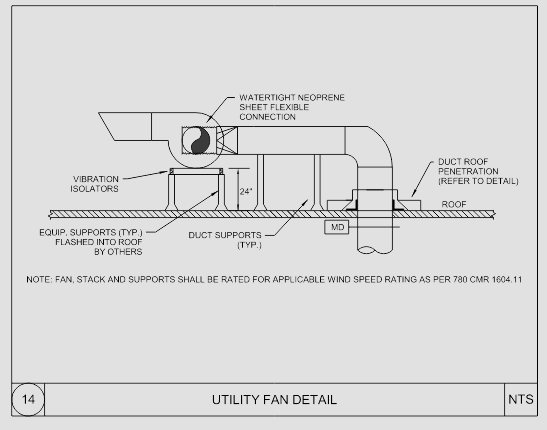 WATERTIGHT NEOPRENE
SHEET FLEXIBLE
CONNECTION
DUCT ROOF
PENETRATION
(REFER TO DETAIL)
VIBRATION
ISOLATORS
24"
ROOF
EQUIP. SUPPORTS (TYP.)
FLASHED INTO ROOF
BY OTHERS
DUCT SUPPORTS
(TYP.)
MD
NOTE: FAN, STACK AND SUPPORTS SHALL BE RATED FOR APPLICABLE WIND SPEED RATING AS PER 780 CMR 1604.11
14
UTILITY FAN DETAIL
NTS